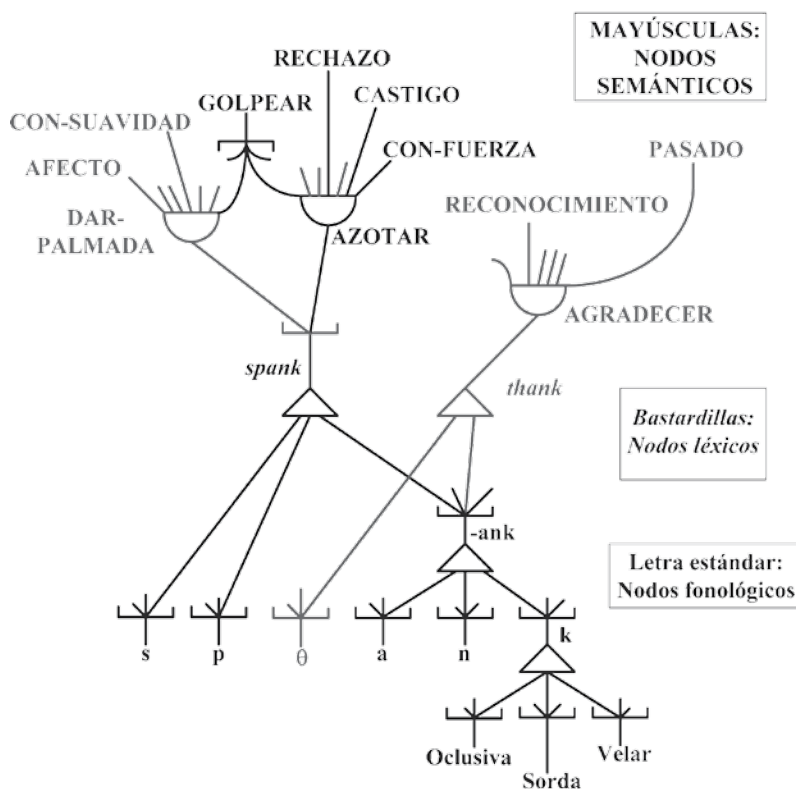 MAYÚSCULAS:
NODOS
SEMÁNTICOS
RECHAZO
GOLPEAR
CASTIGO
CON-SUAVIDAD
CON-FUERZA
PASADO
AFECTO
RECONOCIMIENTO
DAR-
PALMADA
AZOTAR
AGRADECER
spank
thank
Bastardillas:
Nodos léxicos
-ank
Letra estándar:
Nodos fonológicos
s p θ a n k
Oclusiva
Sorda
Velar